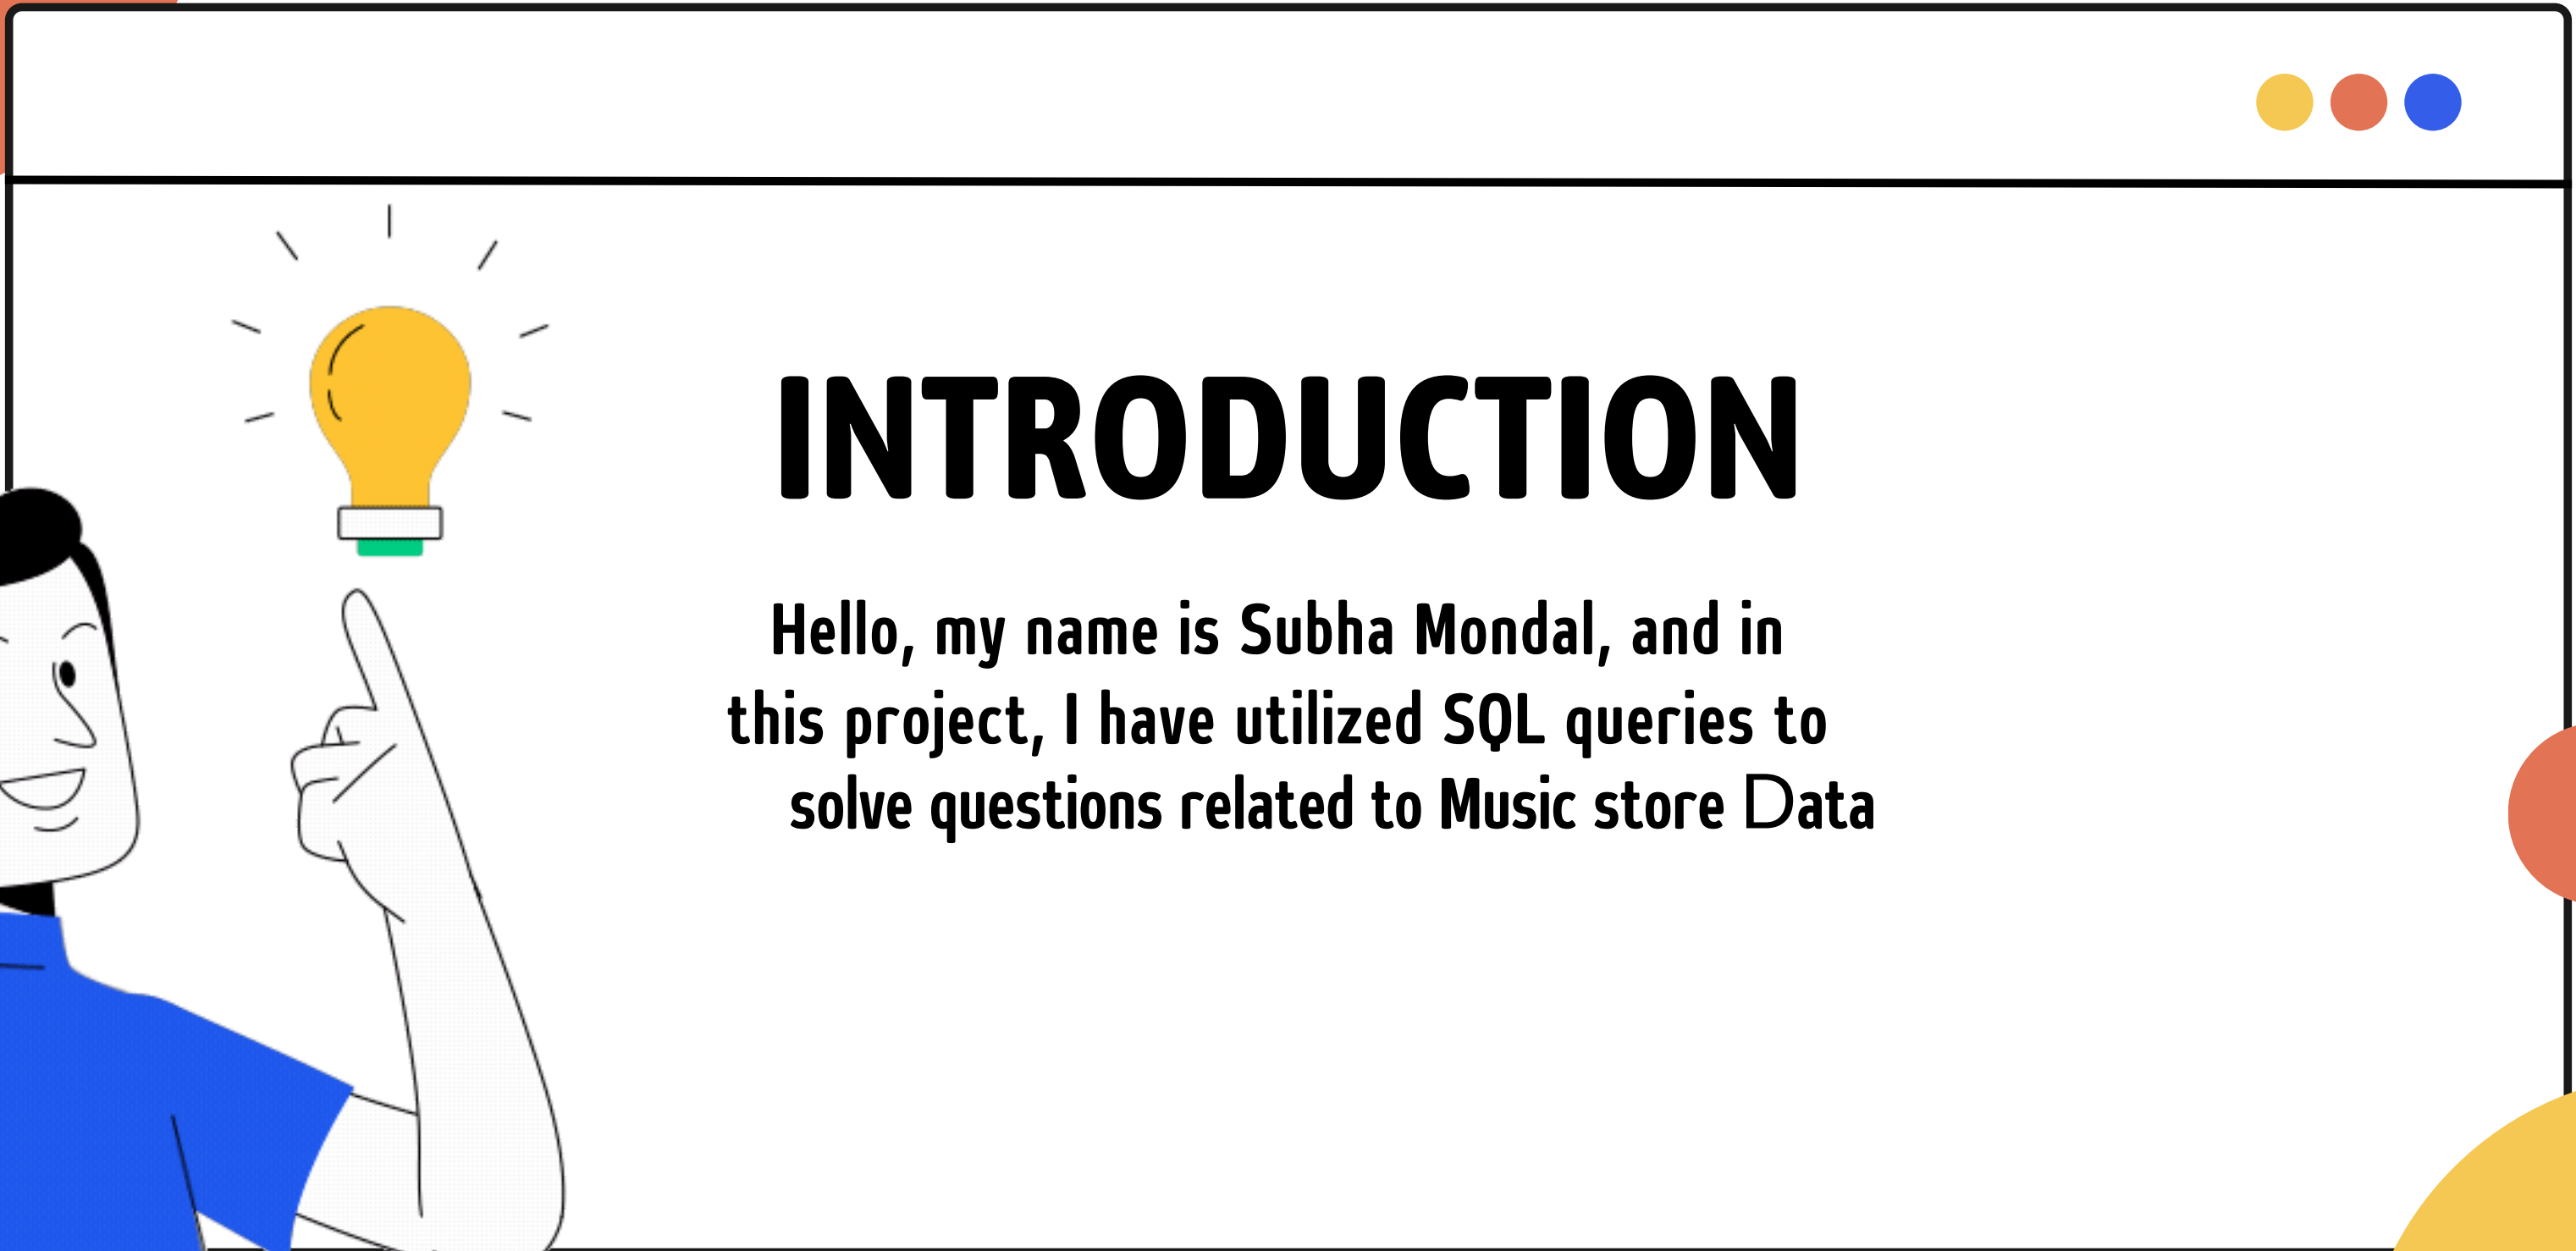 INTRODUCTION
Hello, my name is Subha Mondal, and in
this project, I have utilized SQL queries to
solve questions related to Music store Data